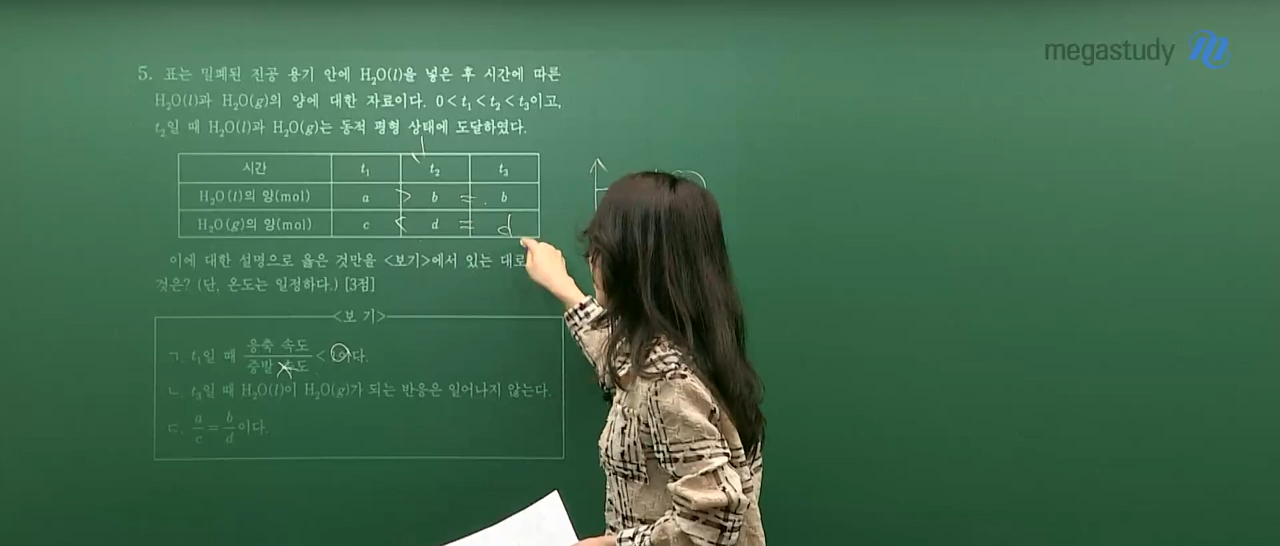 megastudy
5. 표는 밀폐된 진공 용기 안에 H₂O(l)을 넣은 후 시간에 따른
H₂O(l)과 H₂O(g)의 양에 대한 자료이다. 0<t₁<t₂<t₃이고,
t₂일 때 H₂O(l)과 H₂O(g)는 동적 평형 상태에 도달하였다.
시간 t₁ t₂ t₃
H₂O(l)의 양(mol) a > b = b
H₂O(g)의 양(mol) c < d = d
이에 대한 설명으로 옳은 것만을 <보기>에서 있는 대로
것은? (단, 온도는 일정하다.) [3점]
<보 기>
ㄱ. t₁일 때 응축 속도/증발 속도 < 이다.
ㄴ. t₃일 때 H₂O(l)이 H₂O(g)가 되는 반응은 일어나지 않는다.
ㄷ. a/c = b/d 이다.